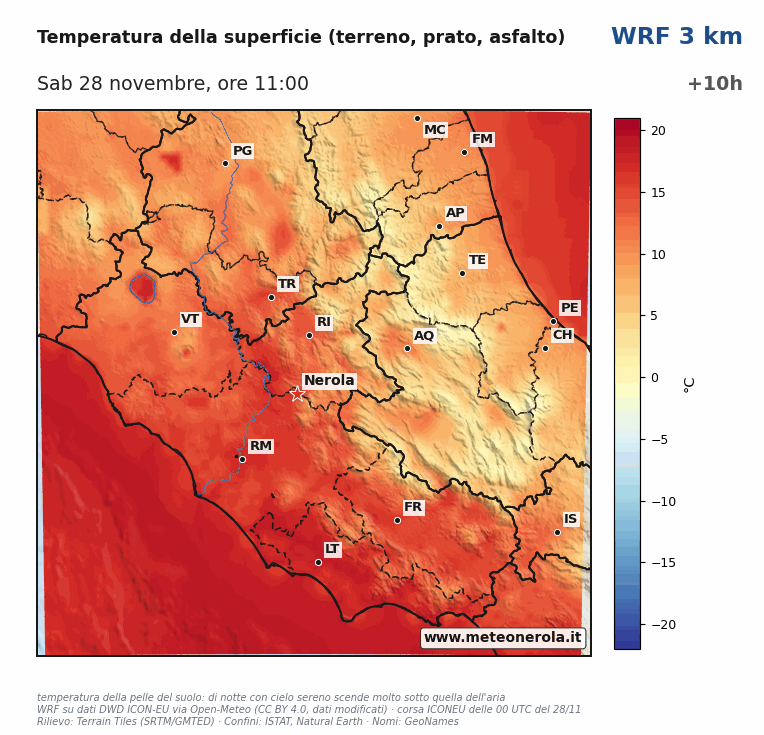 Temperatura della superficie (terreno, prato, asfalto)
WRF 3 km
Sab 28 novembre, ore 11:00
+10h
MC
FM
PG
AP
TE
TR
PE
VT
RI
AQ
CH
Nerola
RM
FR
IS
LT
www.meteonerola.it
20
15
10
5
0
−5
−10
−15
−20
°C
temperatura della pelle del suolo: di notte con cielo sereno scende molto sotto quella dell'aria
WRF su dati DWD ICON-EU via Open-Meteo (CC BY 4.0, dati modificati) · corsa ICONEU delle 00 UTC del 28/11
Rilievo: Terrain Tiles (SRTM/GMTED) · Confini: ISTAT, Natural Earth · Nomi: GeoNames